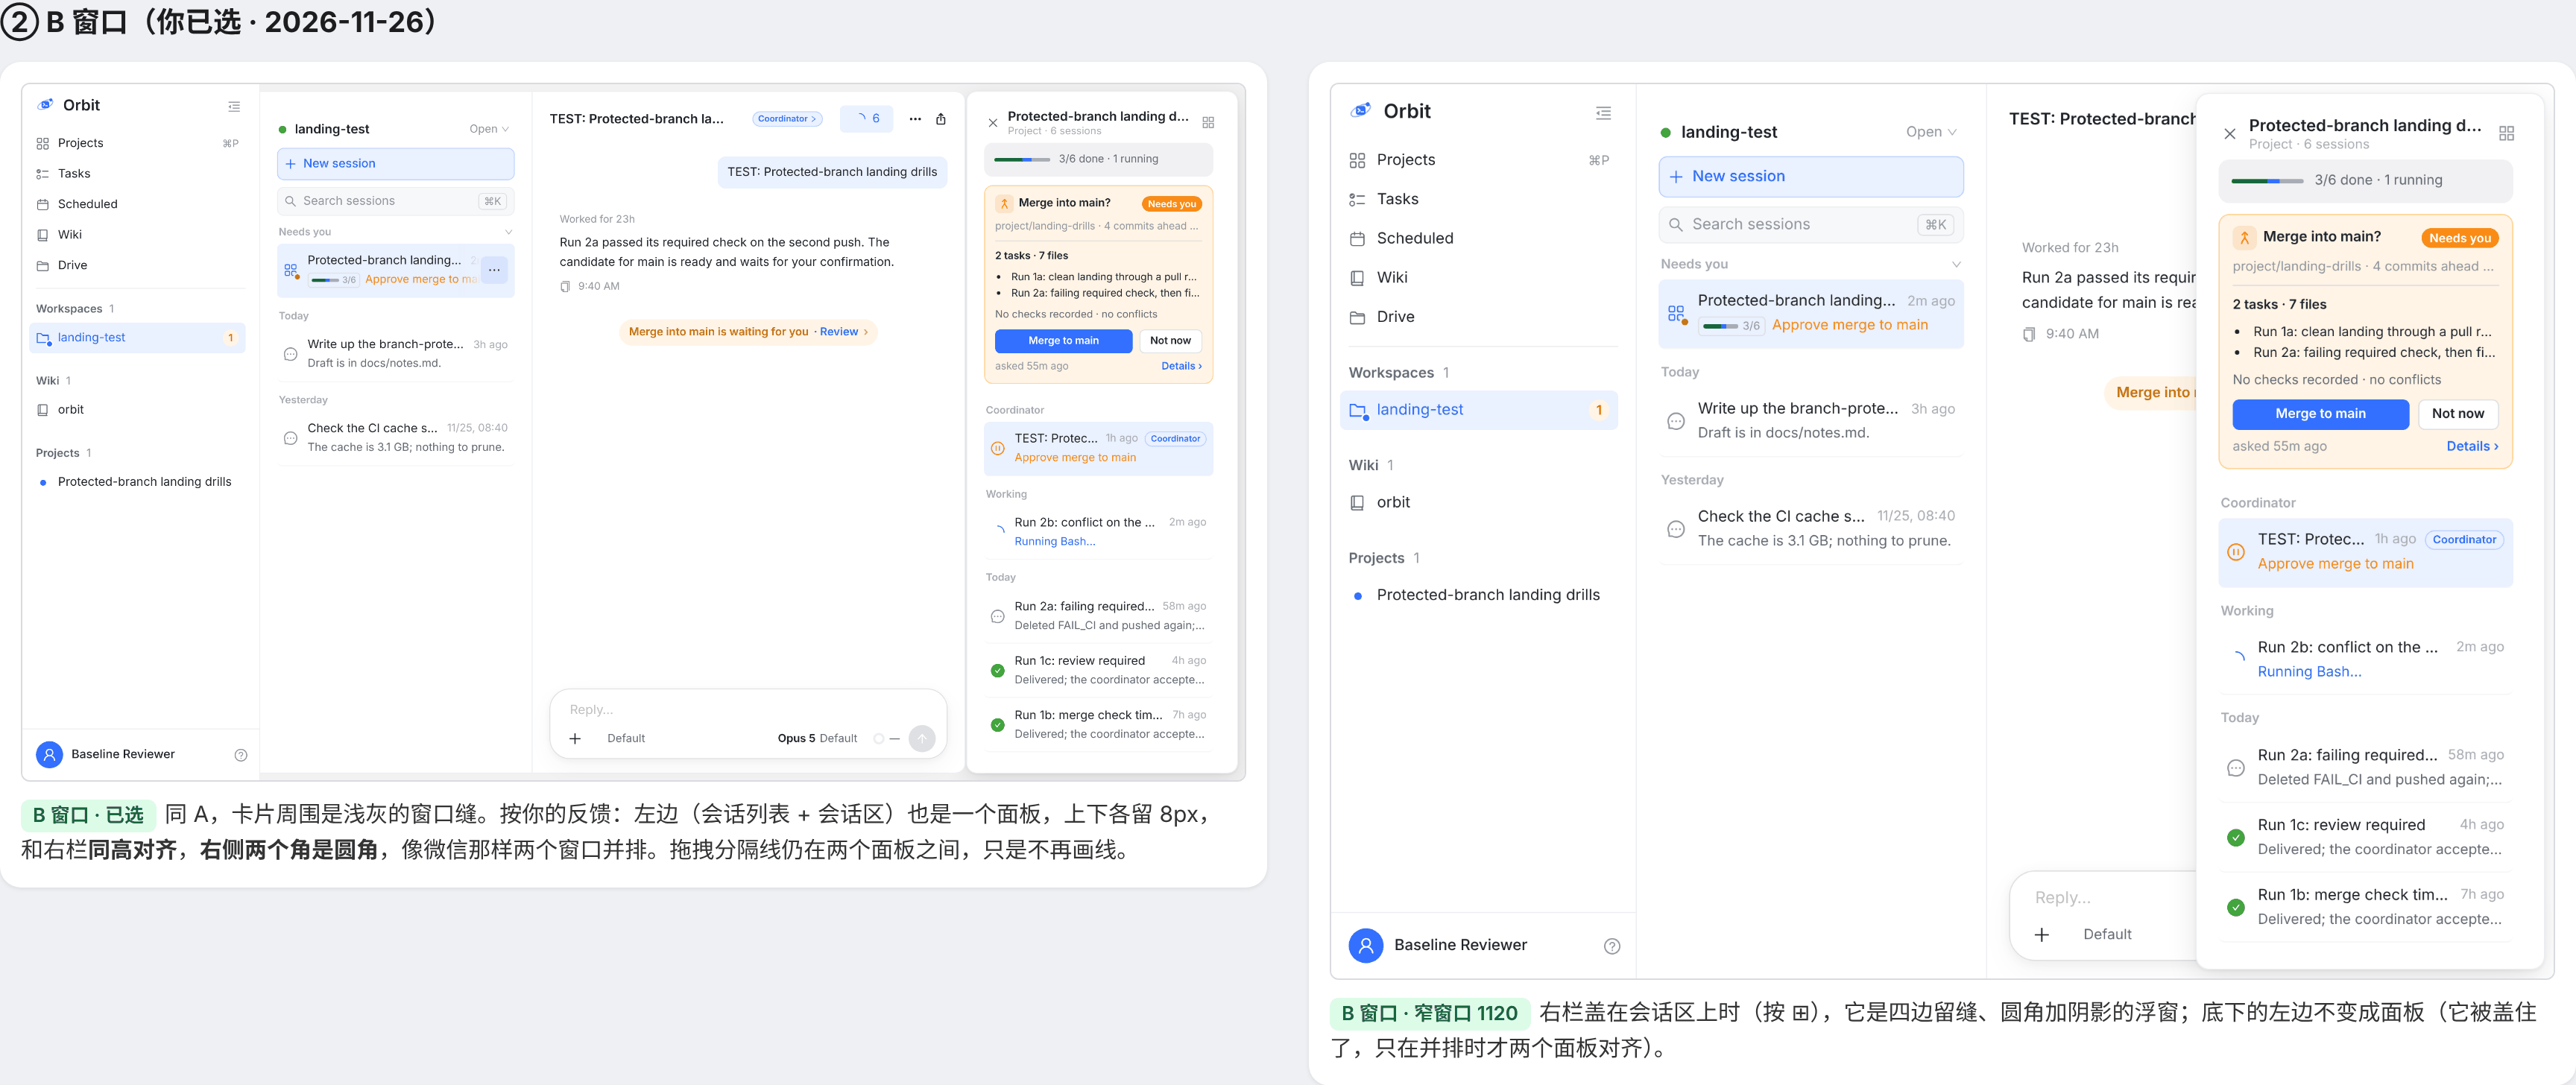 ② B 窗口（你已选 · 2026-11-26）
Orbit
Projects ⌘P
Tasks
Scheduled
Wiki
Drive
Workspaces 1
landing-test 1
Wiki 1
orbit
Projects 1
Protected-branch landing drills
Baseline Reviewer
landing-test Open
+ New session
Search sessions ⌘K
Needs you
Protected-branch landing...
3/6 Approve merge to ma
Today
Write up the branch-prote... 3h ago
Draft is in docs/notes.md.
Yesterday
Check the CI cache s... 11/25, 08:40
The cache is 3.1 GB; nothing to prune.
TEST: Protected-branch la... Coordinator › 6
TEST: Protected-branch landing drills
Worked for 23h
Run 2a passed its required check on the second push. The
candidate for main is ready and waits for your confirmation.
9:40 AM
Merge into main is waiting for you · Review ›
Reply...
+ Default Opus 5 Default
Protected-branch landing d...
Project · 6 sessions
3/6 done · 1 running
Merge into main? Needs you
project/landing-drills · 4 commits ahead ...
2 tasks · 7 files
• Run 1a: clean landing through a pull r...
• Run 2a: failing required check, then fi...
No checks recorded · no conflicts
Merge to main Not now
asked 55m ago Details ›
Coordinator
TEST: Protec... 1h ago Coordinator
Approve merge to main
Working
Run 2b: conflict on the ... 2m ago
Running Bash...
Today
Run 2a: failing required... 58m ago
Deleted FAIL_CI and pushed again;...
Run 1c: review required 4h ago
Delivered; the coordinator accepte...
Run 1b: merge check tim... 7h ago
Delivered; the coordinator accepte...
B 窗口 · 已选 同 A，卡片周围是浅灰的窗口缝。按你的反馈：左边（会话列表 + 会话区）也是一个面板，上下各留 8px，
和右栏同高对齐，右侧两个角是圆角，像微信那样两个窗口并排。拖拽分隔线仍在两个面板之间，只是不再画线。
Orbit
Projects ⌘P
Tasks
Scheduled
Wiki
Drive
Workspaces 1
landing-test 1
Wiki 1
orbit
Projects 1
Protected-branch landing drills
Baseline Reviewer
landing-test Open
+ New session
Search sessions ⌘K
Needs you
Protected-branch landing... 2m ago
3/6 Approve merge to main
Today
Write up the branch-prote... 3h ago
Draft is in docs/notes.md.
Yesterday
Check the CI cache s... 11/25, 08:40
The cache is 3.1 GB; nothing to prune.
TEST: Protected-branch
Worked for 23h
Run 2a passed its requir
candidate for main is rea
9:40 AM
Merge into
Reply...
+ Default
Protected-branch landing d...
Project · 6 sessions
3/6 done · 1 running
Merge into main? Needs you
project/landing-drills · 4 commits ahead ...
2 tasks · 7 files
• Run 1a: clean landing through a pull r...
• Run 2a: failing required check, then fi...
No checks recorded · no conflicts
Merge to main Not now
asked 55m ago Details ›
Coordinator
TEST: Protec... 1h ago Coordinator
Approve merge to main
Working
Run 2b: conflict on the ... 2m ago
Running Bash...
Today
Run 2a: failing required... 58m ago
Deleted FAIL_CI and pushed again;...
Run 1c: review required 4h ago
Delivered; the coordinator accepte...
Run 1b: merge check tim... 7h ago
Delivered; the coordinator accepte...
B 窗口 · 窄窗口 1120 右栏盖在会话区上时（按 ⊞），它是四边留缝、圆角加阴影的浮窗；底下的左边不变成面板（它被盖住
了，只在并排时才两个面板对齐）。